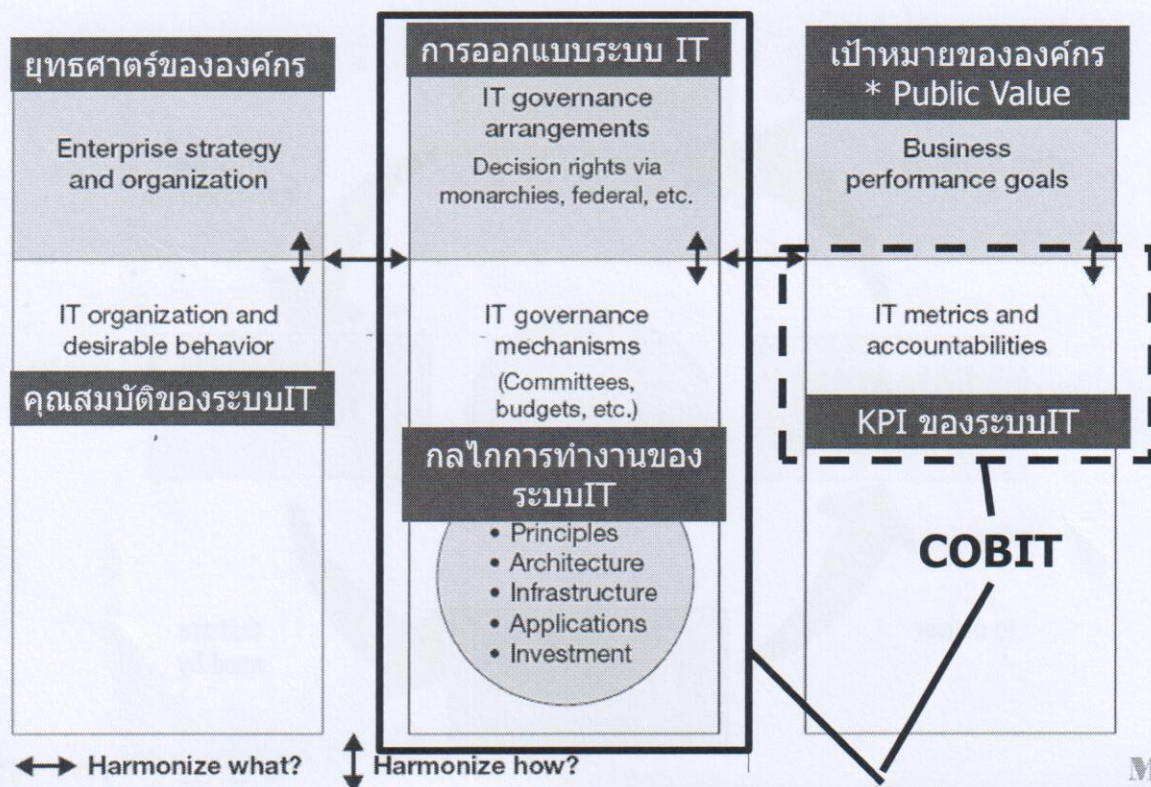 ยุทธศาตร์ขององค์กร
Enterprise strategy
and organization
IT organization and
desirable behavior
คุณสมบัติของระบบIT
การออกแบบระบบ IT
IT governance
arrangements
Decision rights via
monarchies, federal, etc.
IT governance
mechanisms
(Committees,
budgets, etc.)
กลไกการทำงานของ
ระบบIT
• Principles
• Architecture
• Infrastructure
• Applications
• Investment
เป้าหมายขององค์กร
* Public Value
Business
performance goals
IT metrics and
accountabilities
KPI ของระบบIT
COBIT
Harmonize what?
Harmonize how?
M